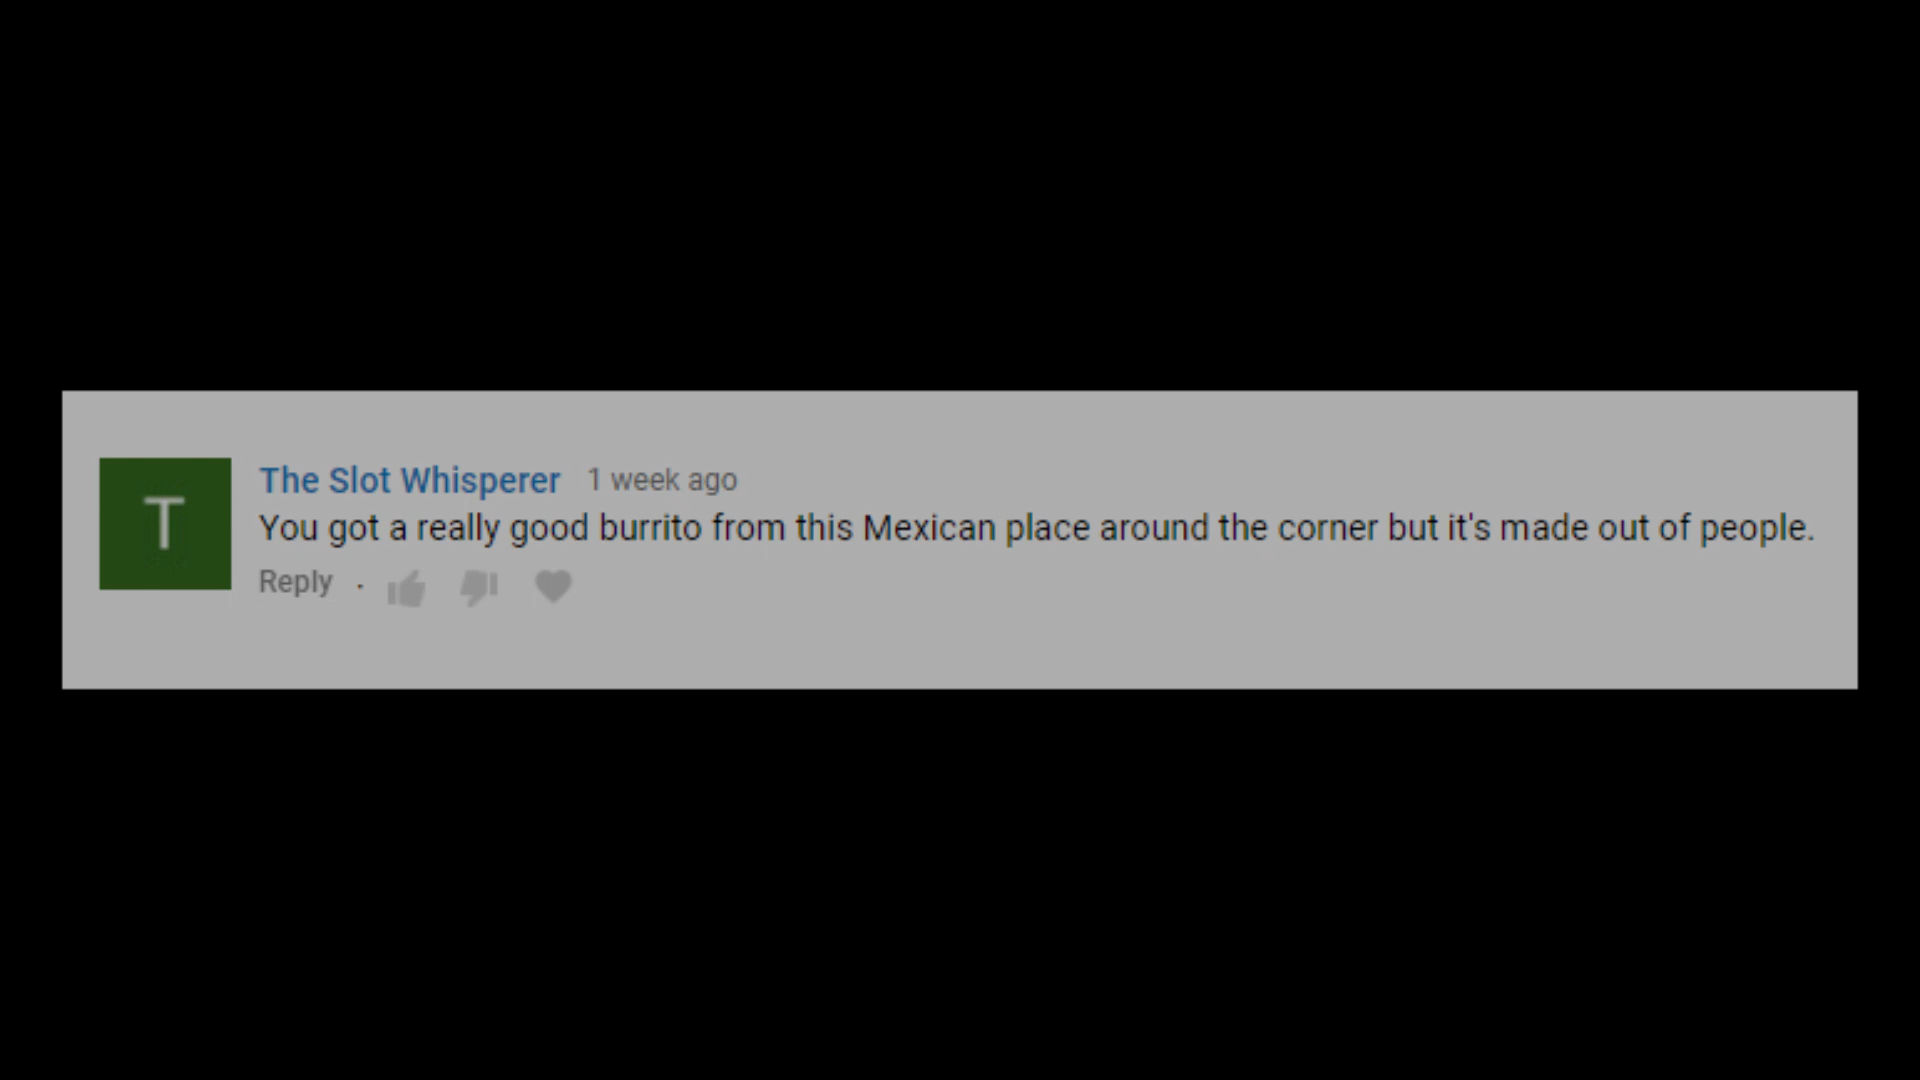 T
The Slot Whisperer 1 week ago
You got a really good burrito from this Mexican place around the corner but it's made out of people.
Reply ·